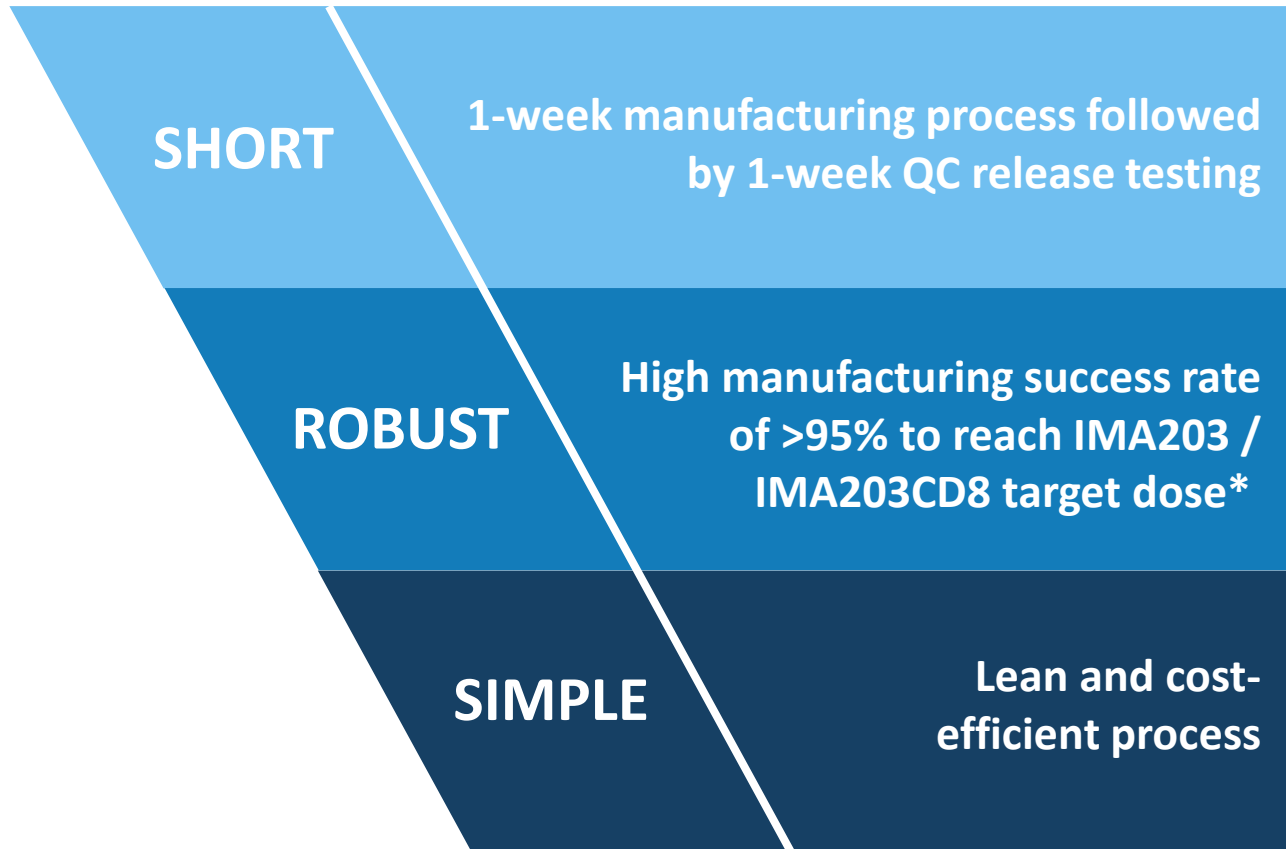 SHORT
1-week manufacturing process followed
by 1-week QC release testing
ROBUST
High manufacturing success rate
of >95% to reach IMA203 /
IMA203CD8 target dose*
SIMPLE
Lean and cost-
efficient process